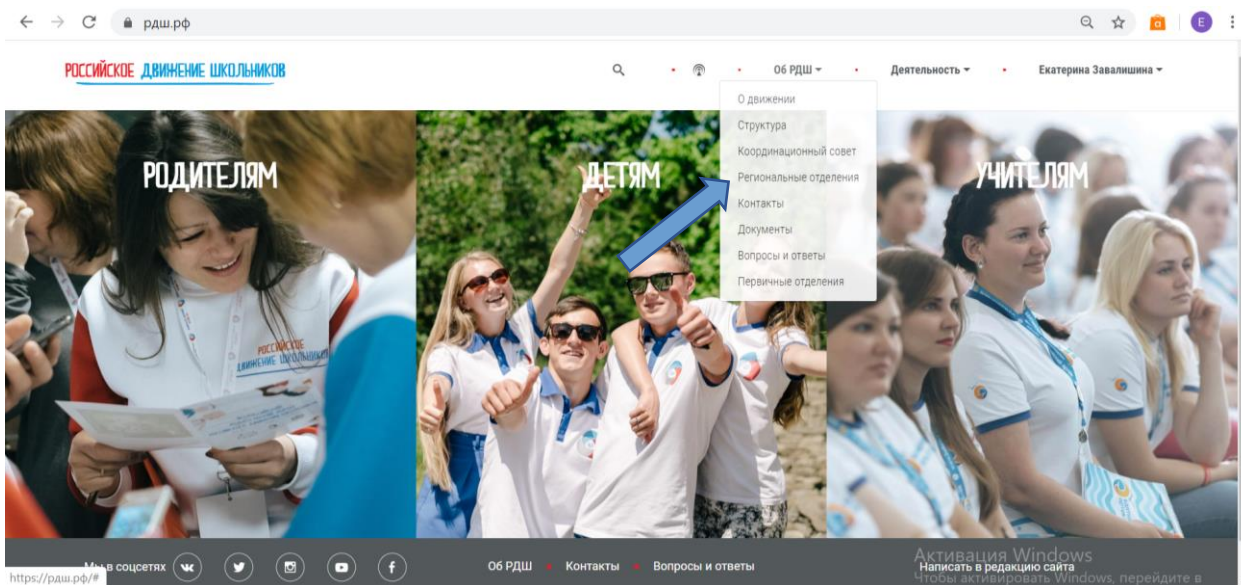 рдш.рф
E
РОССИЙСКОЕ ДВИЖЕНИЕ ШКОЛЬНИКОВ
Об РДШ
Деятельность
Екатерина Завалишина
О движении
Структура
Координационный совет
Региональные отделения
Контакты
Документы
Вопросы и ответы
Первичные отделения
РОДИТЕЛЯМ
ДЕТЯМ
УЧИТЕЛЯМ
РОССИЙСКОЕ
ДВИЖЕНИЕ ШКОЛЬНИКОВ
Мы в соцсетях
Об РДШ • Контакты • Вопросы и ответы
Написать в редакцию сайта
Активация Windows
Чтобы активировать Windows, перейдите в
https://рдш.рф/#